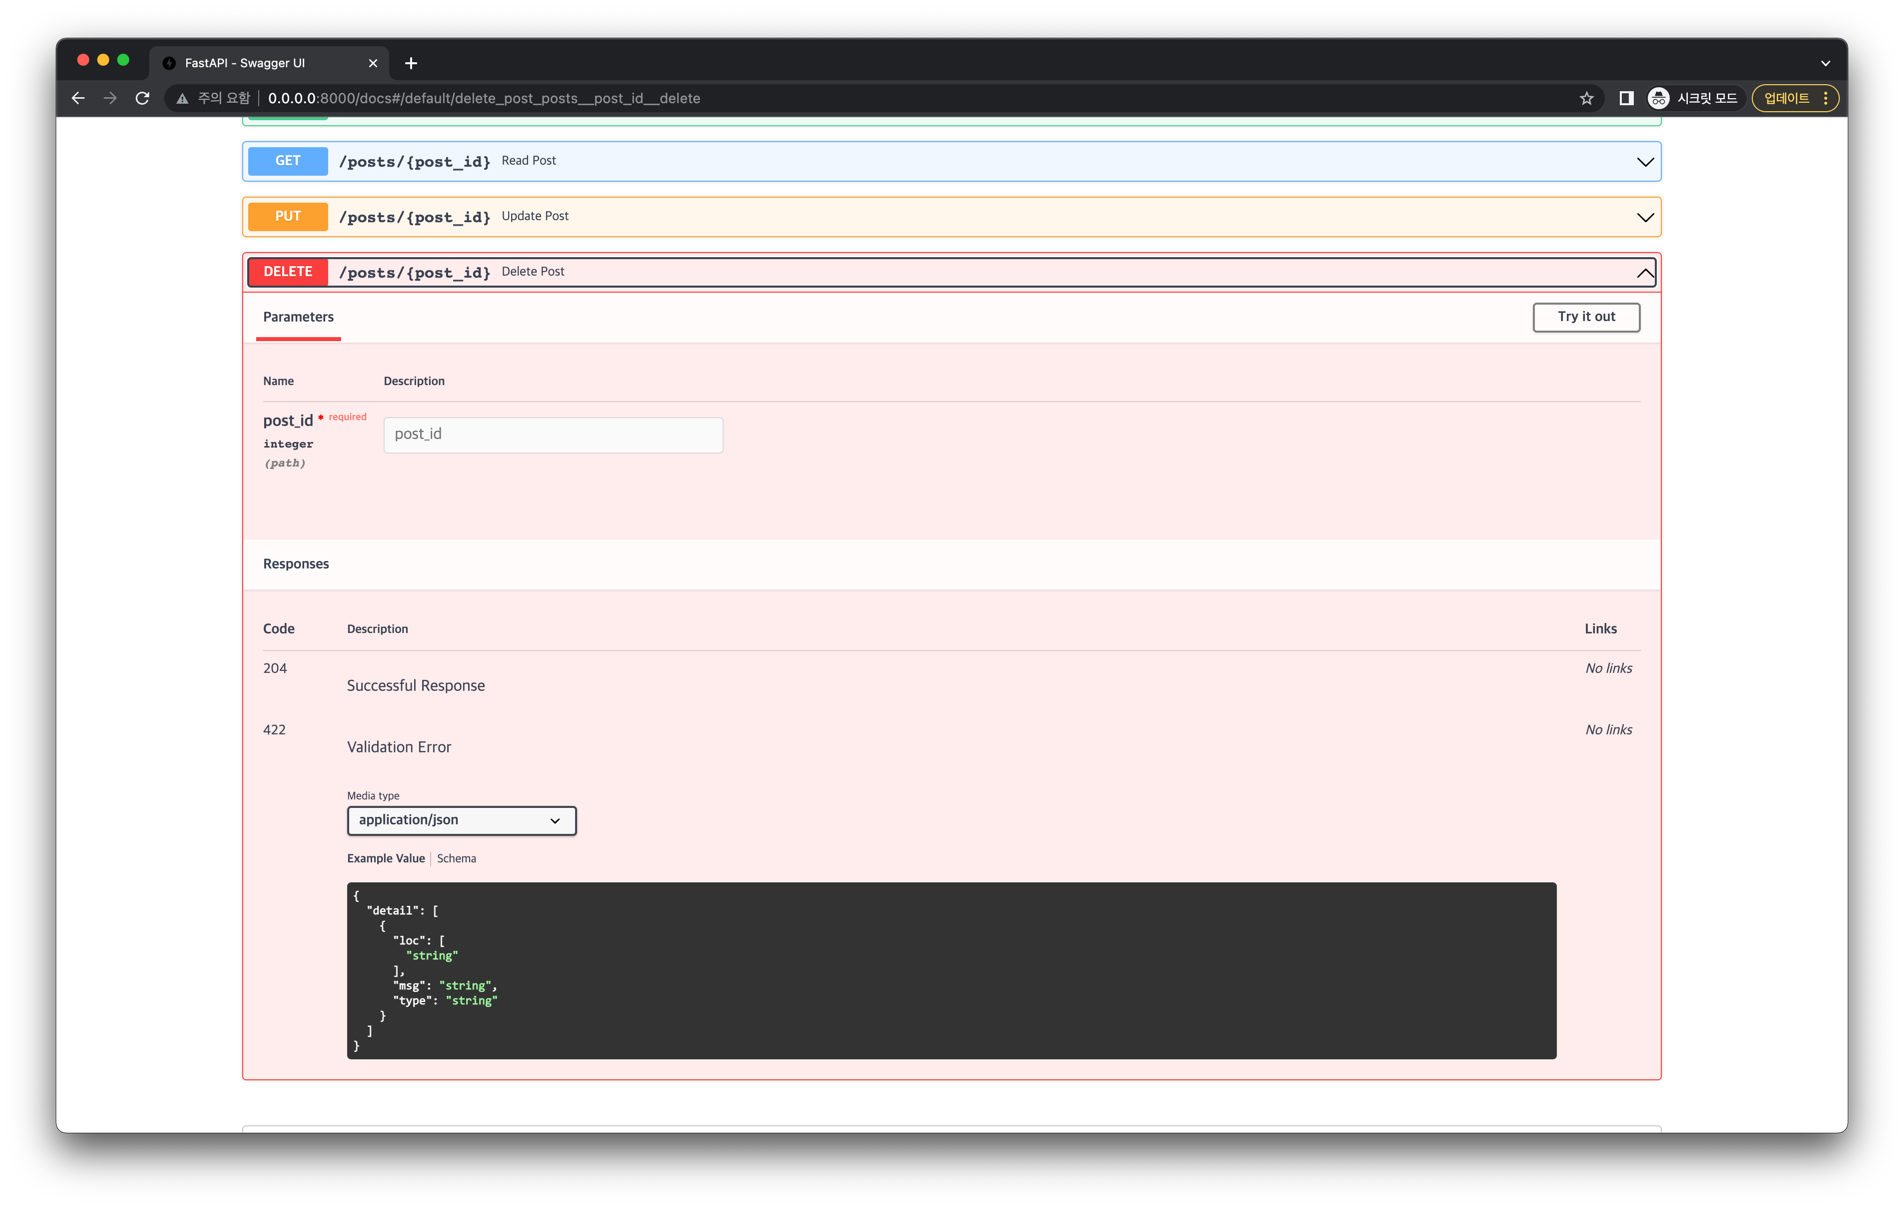 FastAPI - Swagger UI
주의 요함 0.0.0.0:8000/docs#/default/delete_post_posts__post_id__delete 시크릿 모드 업데이트
GET /posts/{post_id} Read Post
PUT /posts/{post_id} Update Post
DELETE /posts/{post_id} Delete Post
Parameters Try it out
Name Description
post_id * required
integer
(path)
post_id
Responses
Code Description Links
204 No links
Successful Response
422 No links
Validation Error
Media type
application/json
Example Value Schema
{
"detail": [
{
"loc": [
"string"
],
"msg": "string",
"type": "string"
}
]
}